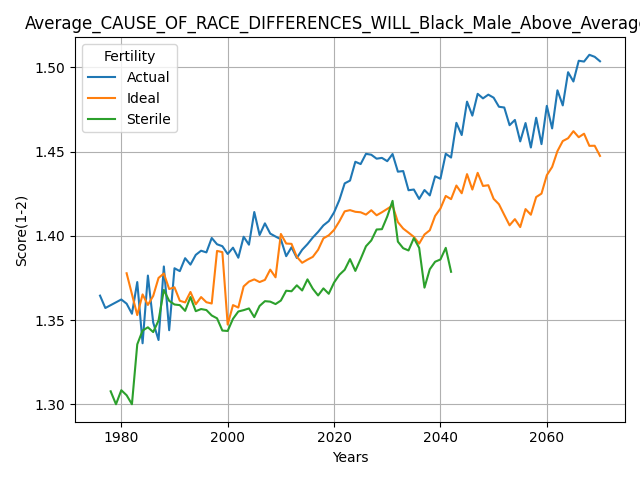 Average_CAUSE_OF_RACE_DIFFERENCES_WILL_Black_Male_Above_Average
Fertility
Actual
Ideal
Sterile
Score(1-2)
1.50
1.45
1.40
1.35
1.30
1980 2000 2020 2040 2060
Years